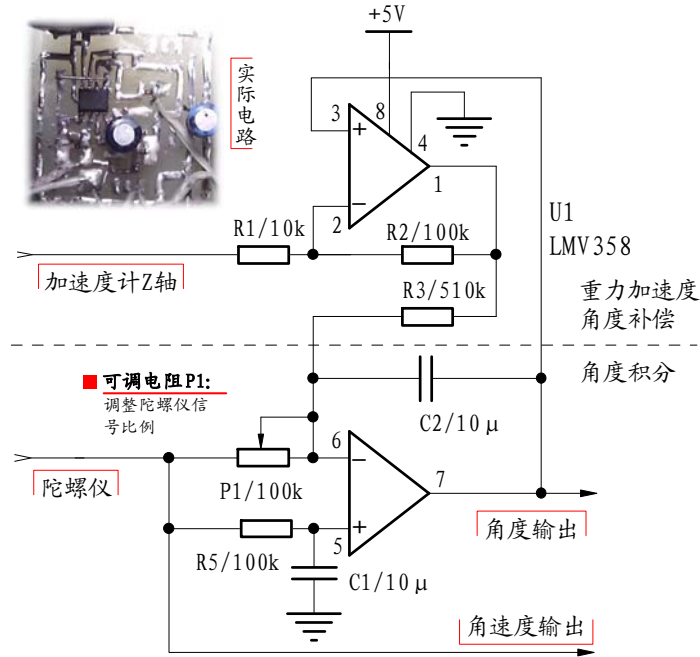 +5V
实际电路
3
8
4
+
1
−
2
U1
LMV358
R1/10k
R2/100k
加速度计Z轴
R3/510k
重力加速度
角度补偿
角度积分
可调电阻P1:
调整陀螺仪信
号比例
C2/10μ
6
−
7
陀螺仪
P1/100k
+
5
角度输出
R5/100k
C1/10μ
角速度输出